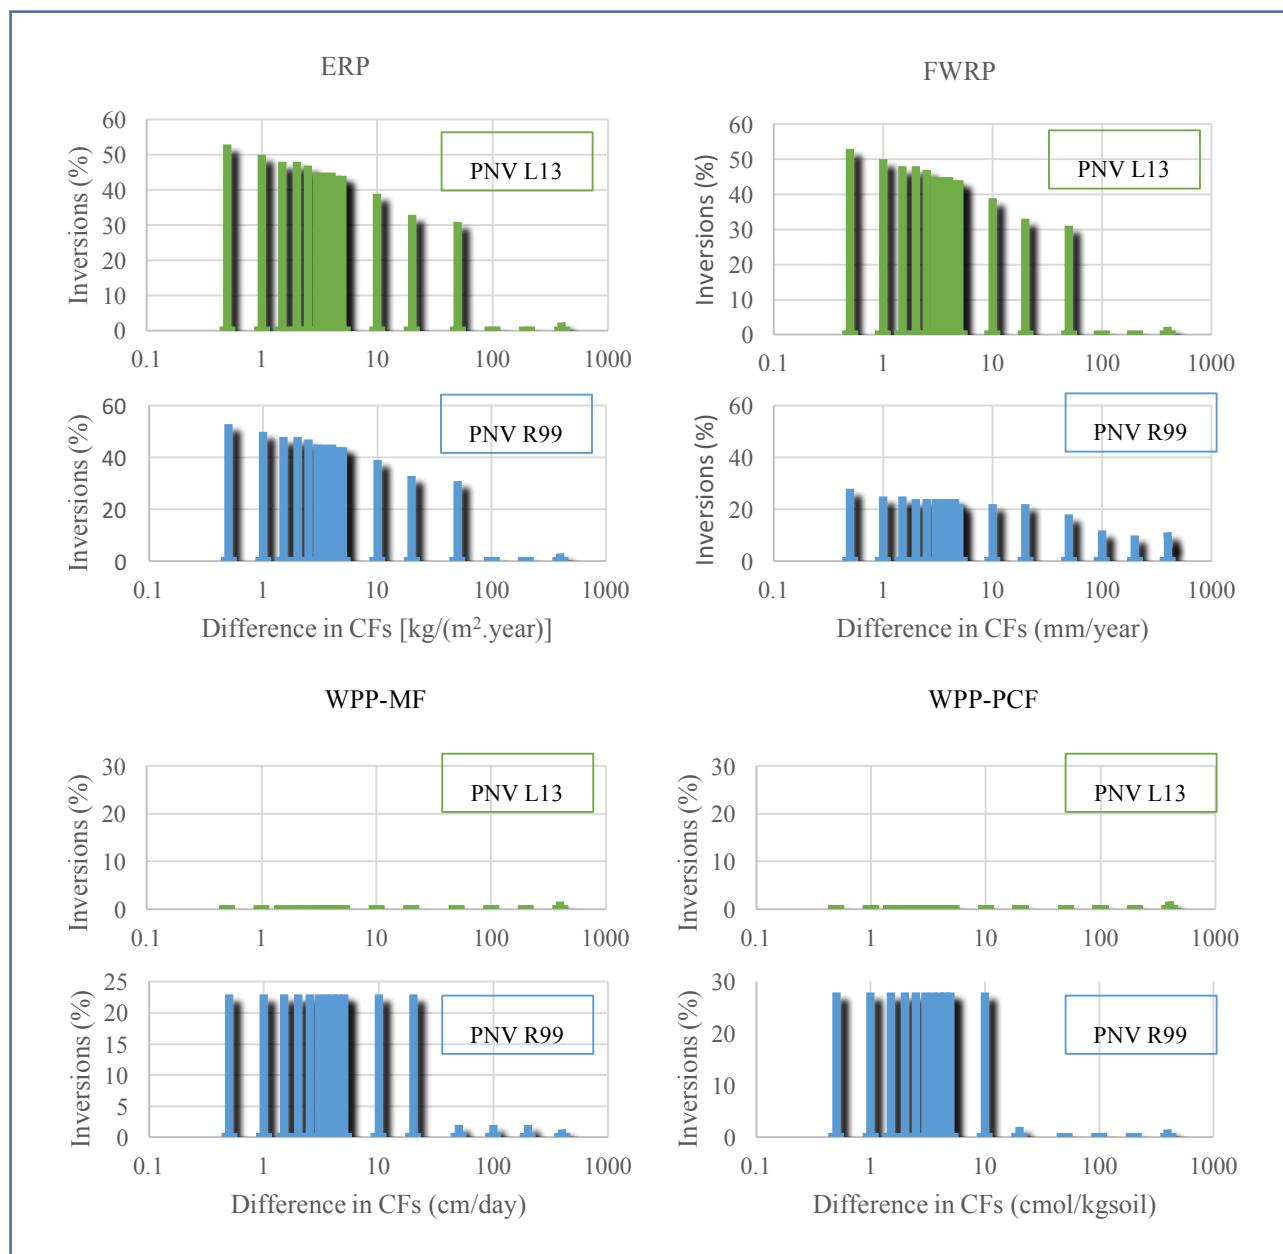 ERP
Inversions (%)
60
50
40
30
20
10
0
PNV L13
0.1 1 10 100 1000
Inversions (%)
60
40
20
0
PNV R99
0.1 1 10 100 1000
Difference in CFs [kg/(m².year)]
FWRP
Inversions (%)
60
50
40
30
20
10
0
PNV L13
0.1 1 10 100 1000
Inversions (%)
60
40
20
0
PNV R99
0.1 1 10 100 1000
Difference in CFs (mm/year)
WPP-MF
Inversions (%)
30
20
10
0
PNV L13
0.1 1 10 100 1000
Inversions (%)
25
20
15
10
5
0
PNV R99
0.1 1 10 100 1000
Difference in CFs (cm/day)
WPP-PCF
Inversions (%)
30
20
10
0
PNV L13
0.1 1 10 100 1000
Inversions (%)
30
20
10
0
PNV R99
0.1 1 10 100 1000
Difference in CFs (cmol/kgsoil)